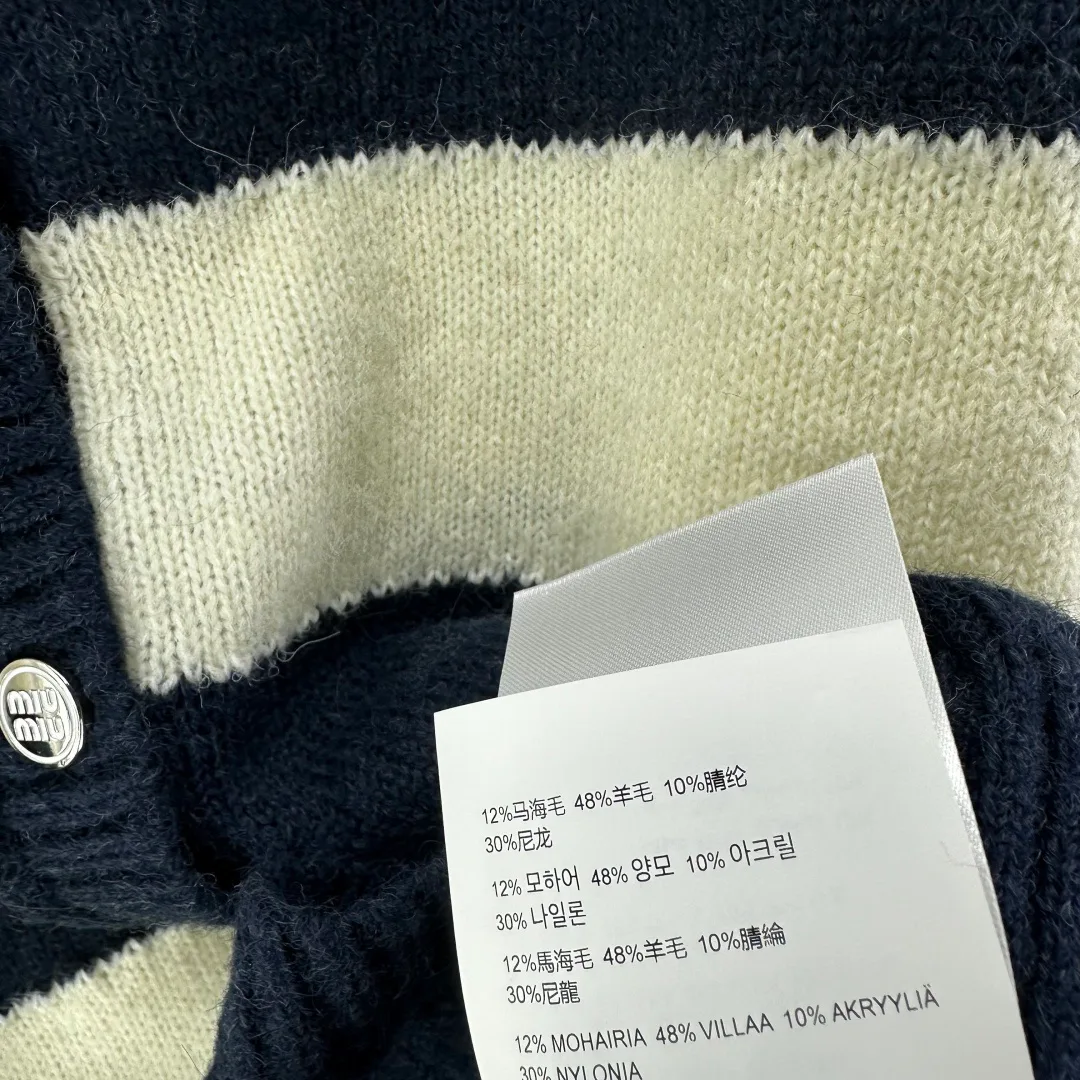 miu
miu
12%马海毛 48%羊毛 10%腈纶
30%尼龙
12% 모하어 48% 양모 10% 아크릴
30% 나일론
12%馬海毛 48%羊毛 10%腈綸
30%尼龍
12% MOHAIRIA 48% VILLAA 10% AKRYYLIÄ
30% NYLONIA